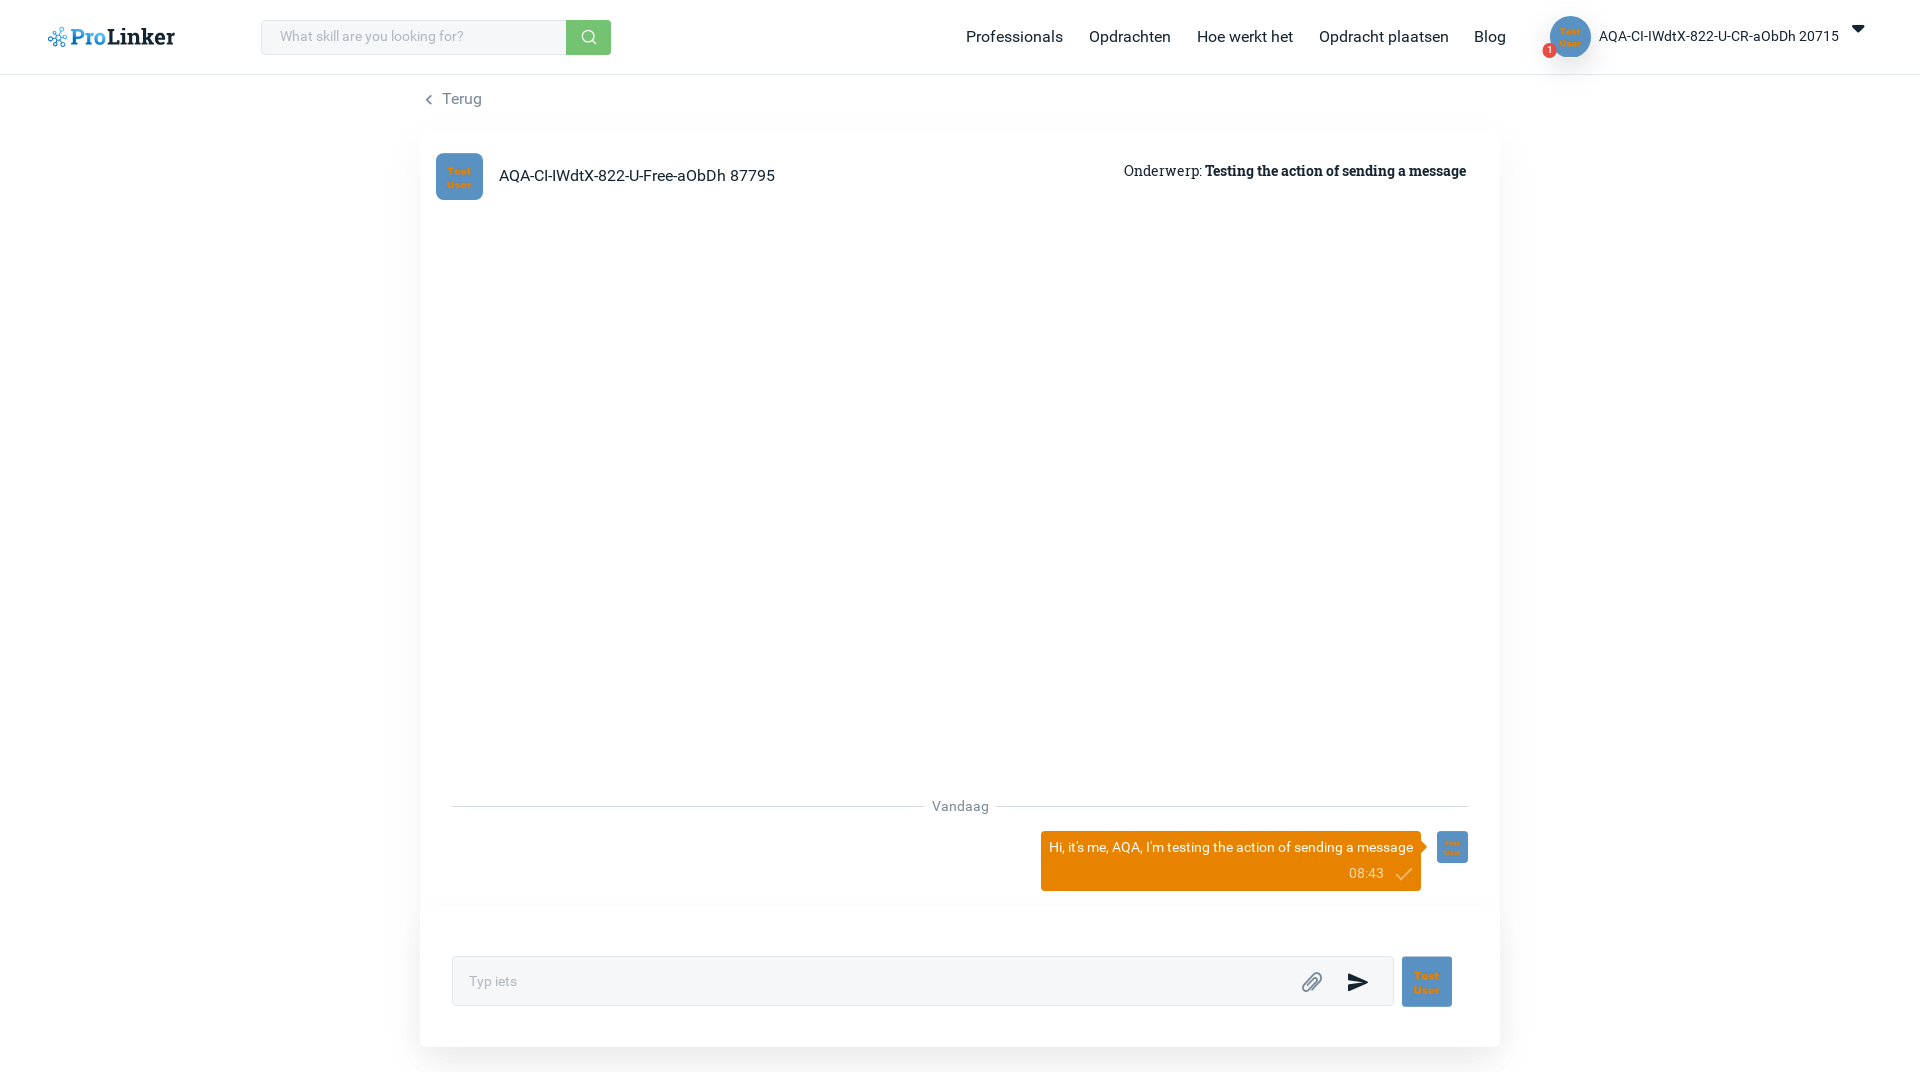 ProLinker
What skill are you looking for?
Professionals
Opdrachten
Hoe werkt het
Opdracht plaatsen
Blog
Test
User
1
AQA-CI-IWdtX-822-U-CR-aObDh 20715
Terug
Test
User
AQA-CI-IWdtX-822-U-Free-aObDh 87795
Onderwerp: Testing the action of sending a message
Vandaag
Hi, it's me, AQA, I'm testing the action of sending a message
08:43
Test
User
Typ iets
Test
User